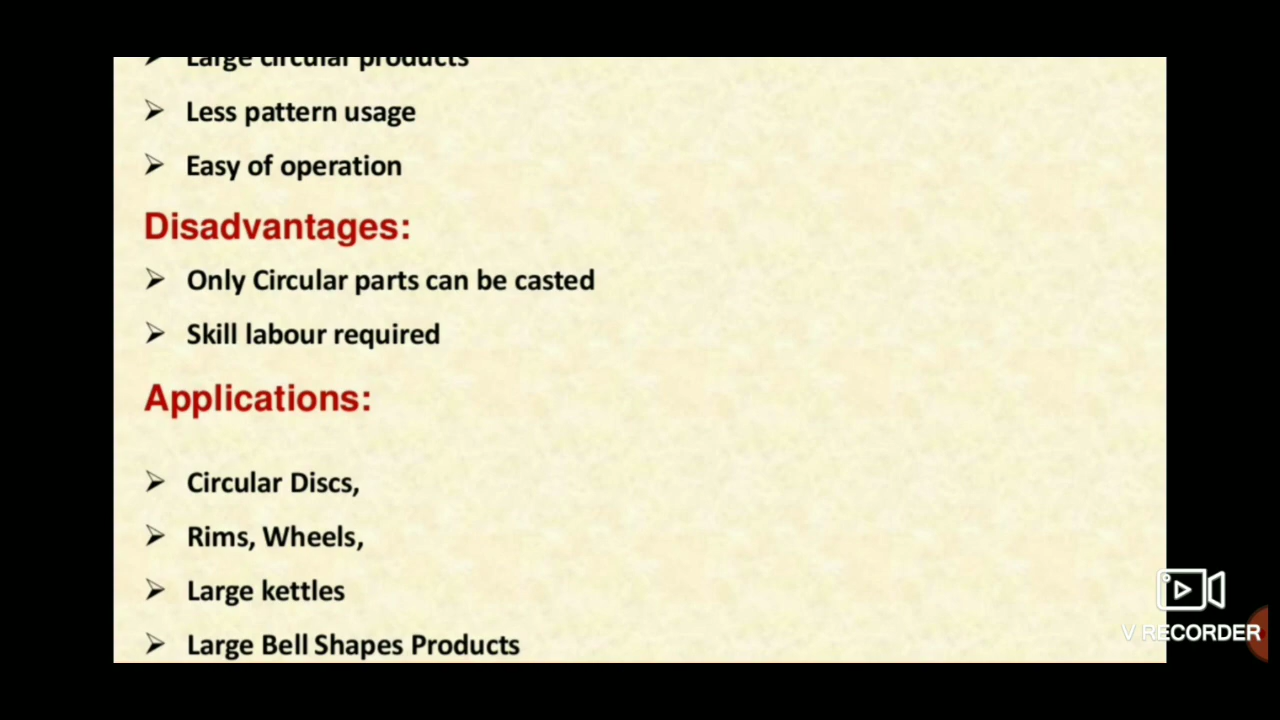 Large circular products
Less pattern usage
Easy of operation
Disadvantages:
Only Circular parts can be casted
Skill labour required
Applications:
Circular Discs,
Rims, Wheels,
Large kettles
Large Bell Shapes Products
V RECORDER